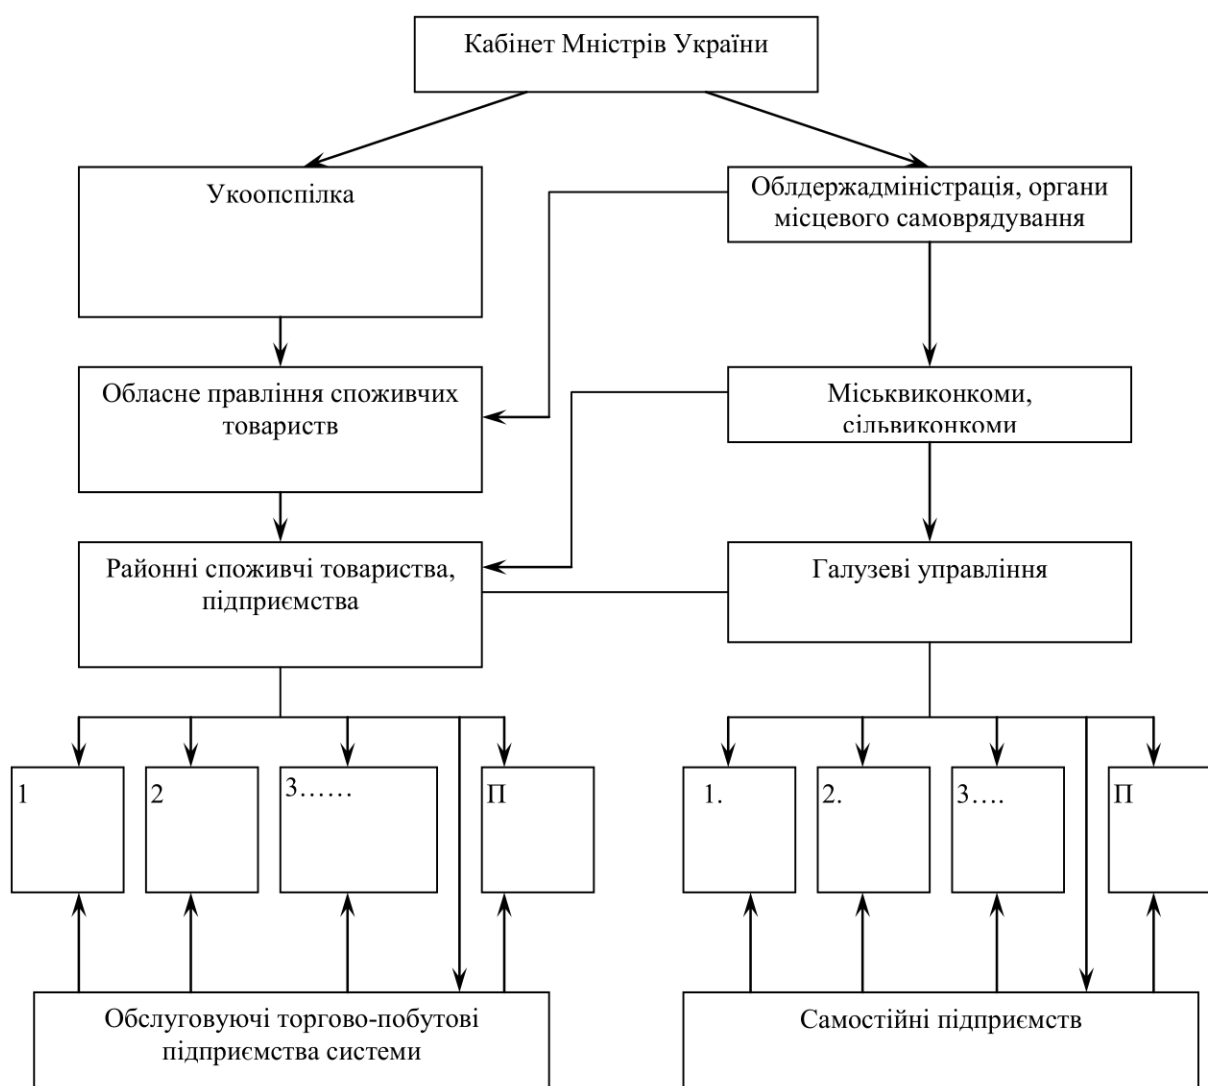 Кабінет Мністрів України
Укоопспілка
Облдержадміністрація, органи
місцевого самоврядування
Обласне правління споживчих
товариств
Міськвиконкоми,
сільвиконкоми
Районні споживчі товариства,
підприємства
Галузеві управління
1
2
3……
П
1.
2.
3….
П
Обслуговуючі торгово-побутові
підприємства системи
Самостійні підприємств